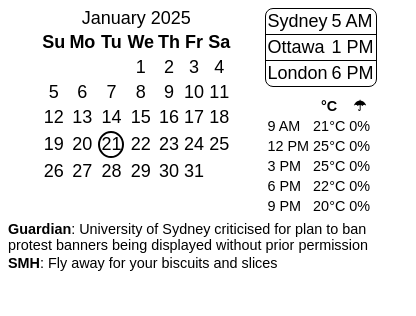 January 2025
Su Mo Tu We Th Fr Sa
1 2 3 4
5 6 7 8 9 10 11
12 13 14 15 16 17 18
19 20 21 22 23 24 25
26 27 28 29 30 31
Sydney 5 AM
Ottawa 1 PM
London 6 PM
°C ☂
9 AM 21°C 0%
12 PM 25°C 0%
3 PM 25°C 0%
6 PM 22°C 0%
9 PM 20°C 0%
Guardian: University of Sydney criticised for plan to ban
protest banners being displayed without prior permission
SMH: Fly away for your biscuits and slices